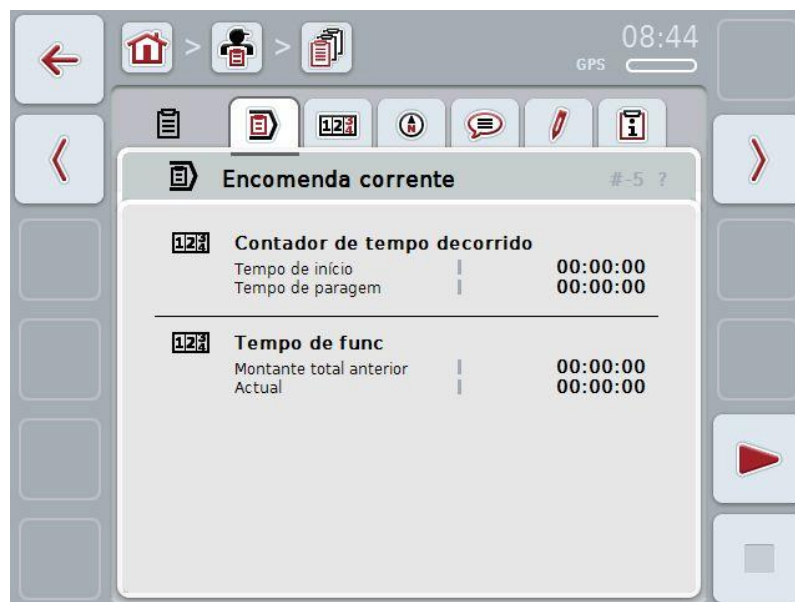 08:44
GPS
Encomenda corrente #-5 ?
Contador de tempo decorrido
Tempo de início 00:00:00
Tempo de paragem 00:00:00
Tempo de func
Montante total anterior 00:00:00
Actual 00:00:00